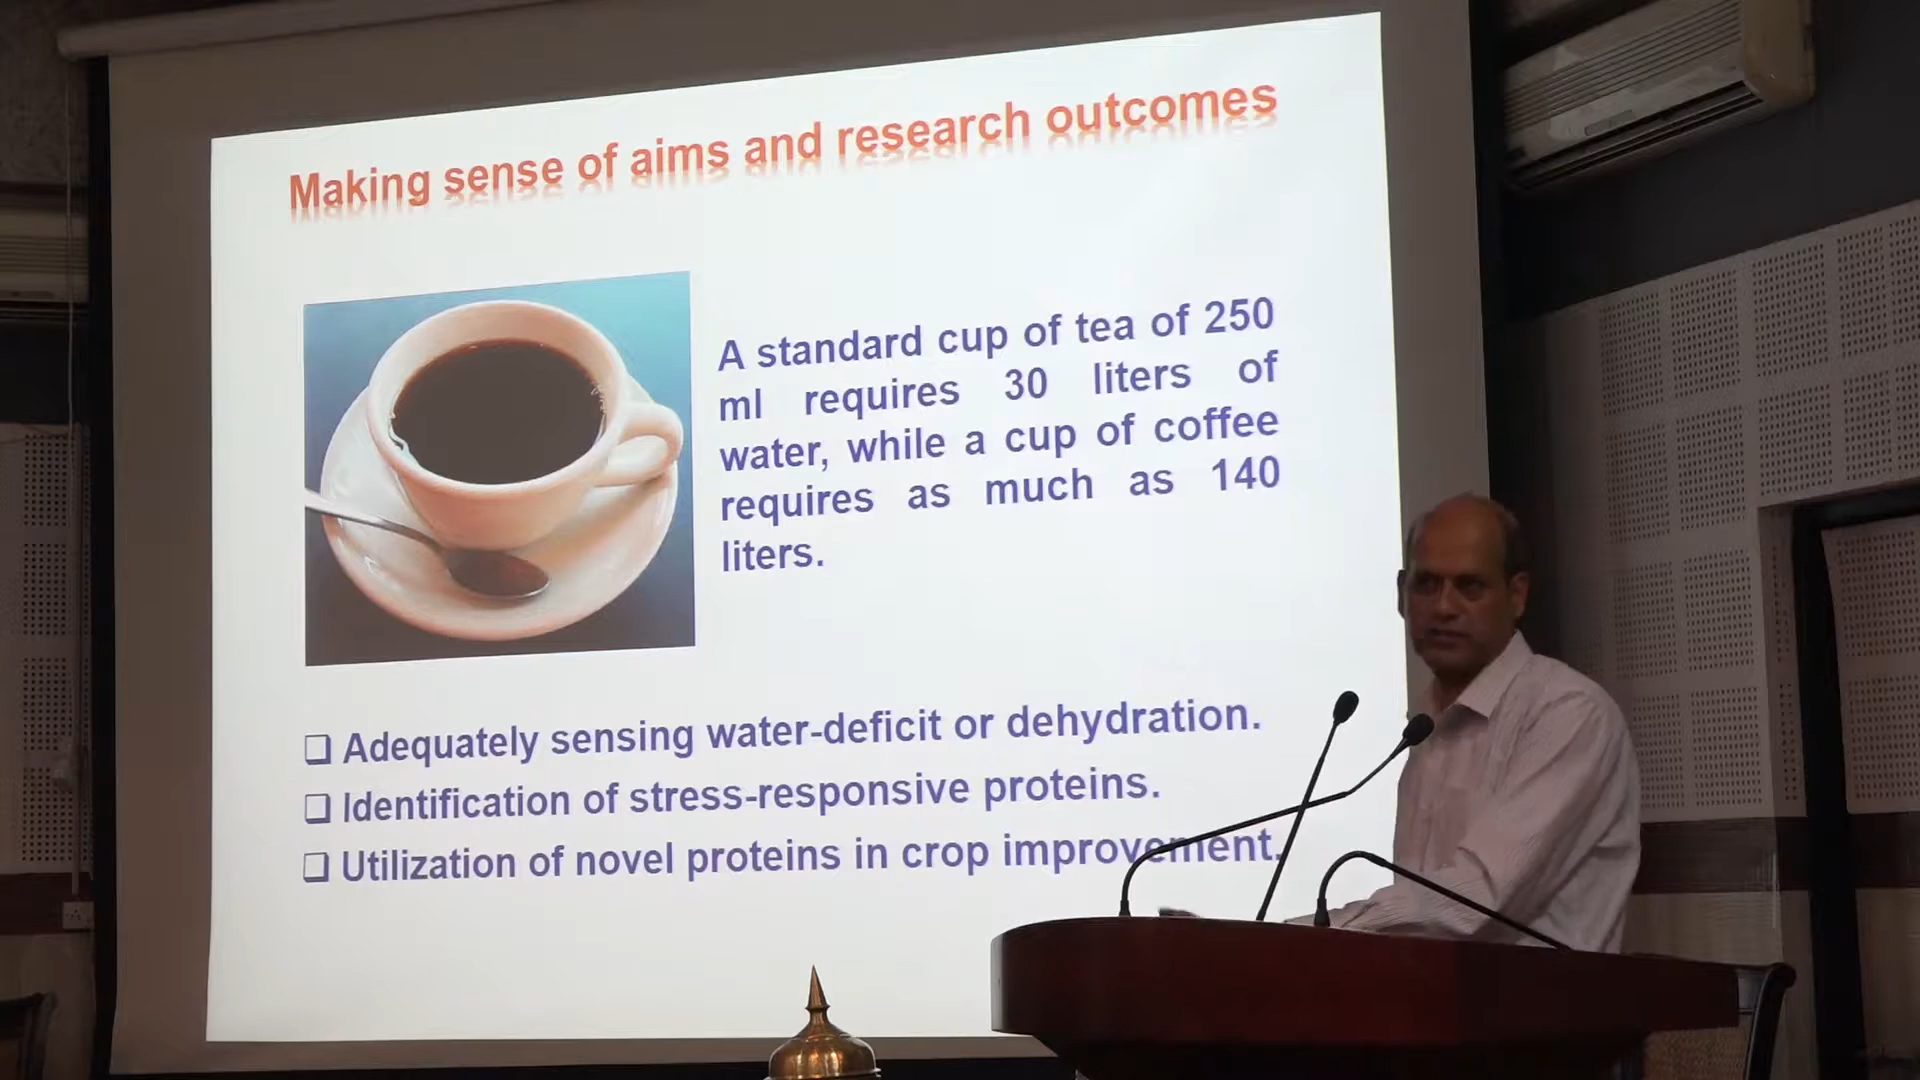 Making sense of aims and research outcomes
A standard cup of tea of 250
ml requires 30 liters of
water, while a cup of coffee
requires as much as 140
liters.
❑ Adequately sensing water-deficit or dehydration.
❑ Identification of stress-responsive proteins.
❑ Utilization of novel proteins in crop improvement.